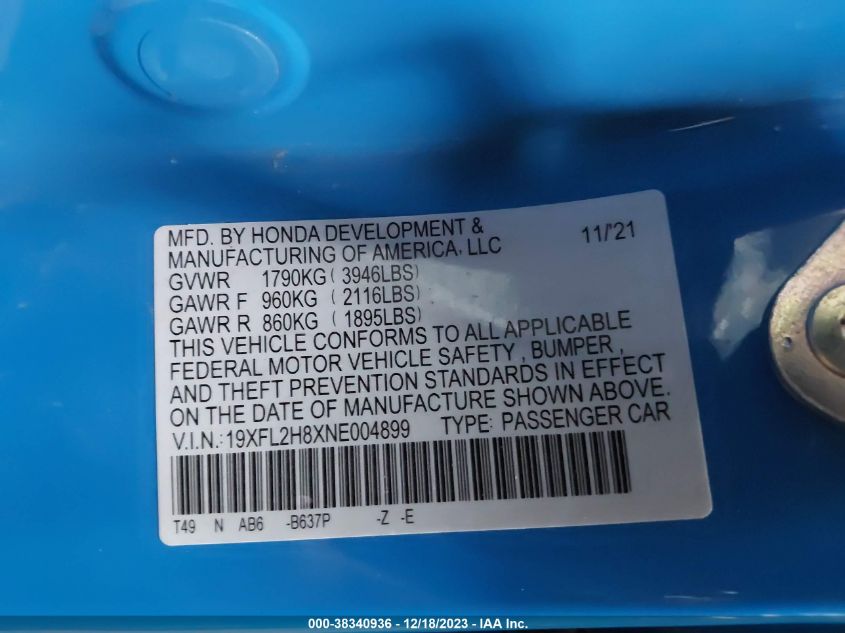 MFD. BY HONDA DEVELOPMENT & 11/'21
MANUFACTURING OF AMERICA, LLC
GVWR 1790KG ( 3946LBS)
GAWR F 960KG ( 2116LBS)
GAWR R 860KG ( 1895LBS)
THIS VEHICLE CONFORMS TO ALL APPLICABLE
FEDERAL MOTOR VEHICLE SAFETY , BUMPER ,
AND THEFT PREVENTION STANDARDS IN EFFECT
ON THE DATE OF MANUFACTURE SHOWN ABOVE.
V.I.N.: 19XFL2H8XNE004899 TYPE: PASSENGER CAR
T49 N AB6 -B637P -Z -E
000-38340936 - 12/18/2023 - IAA Inc.